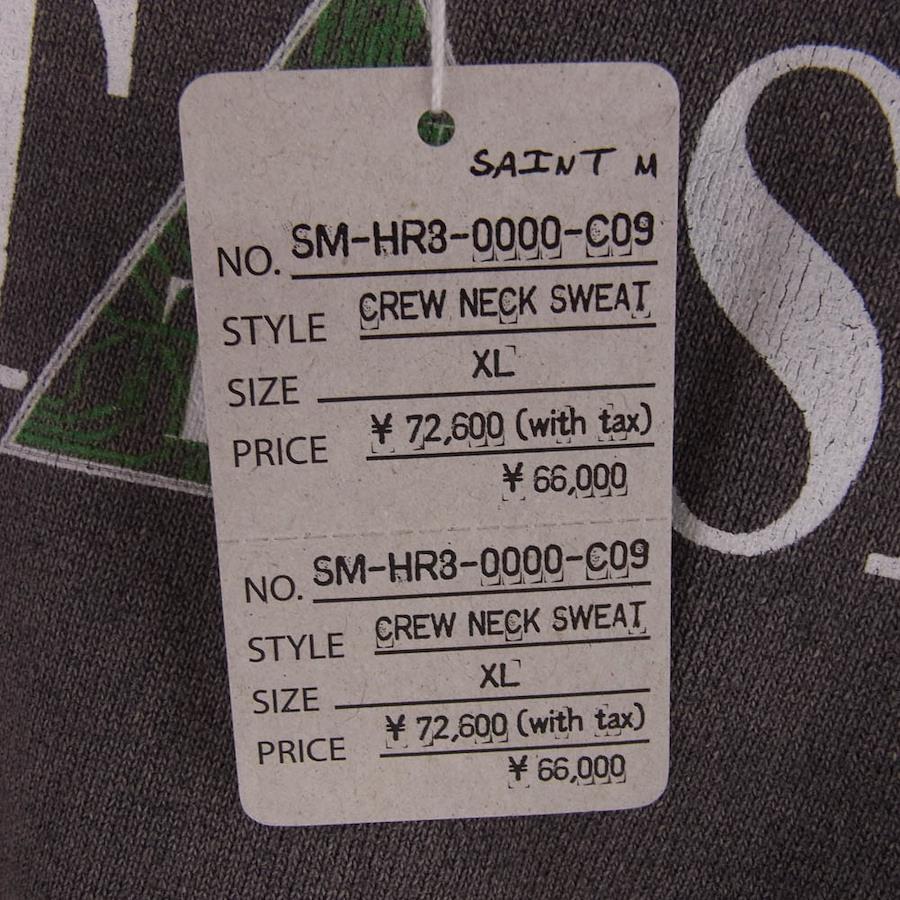 SAINT M
NO. SM-HR3-0000-C09
STYLE CREW NECK SWEAT
SIZE XL
PRICE ¥ 72,600 (with tax)
¥ 66,000
NO. SM-HR3-0000-C09
STYLE CREW NECK SWEAT
SIZE XL
PRICE ¥ 72,600 (with tax)
¥ 66,000
S